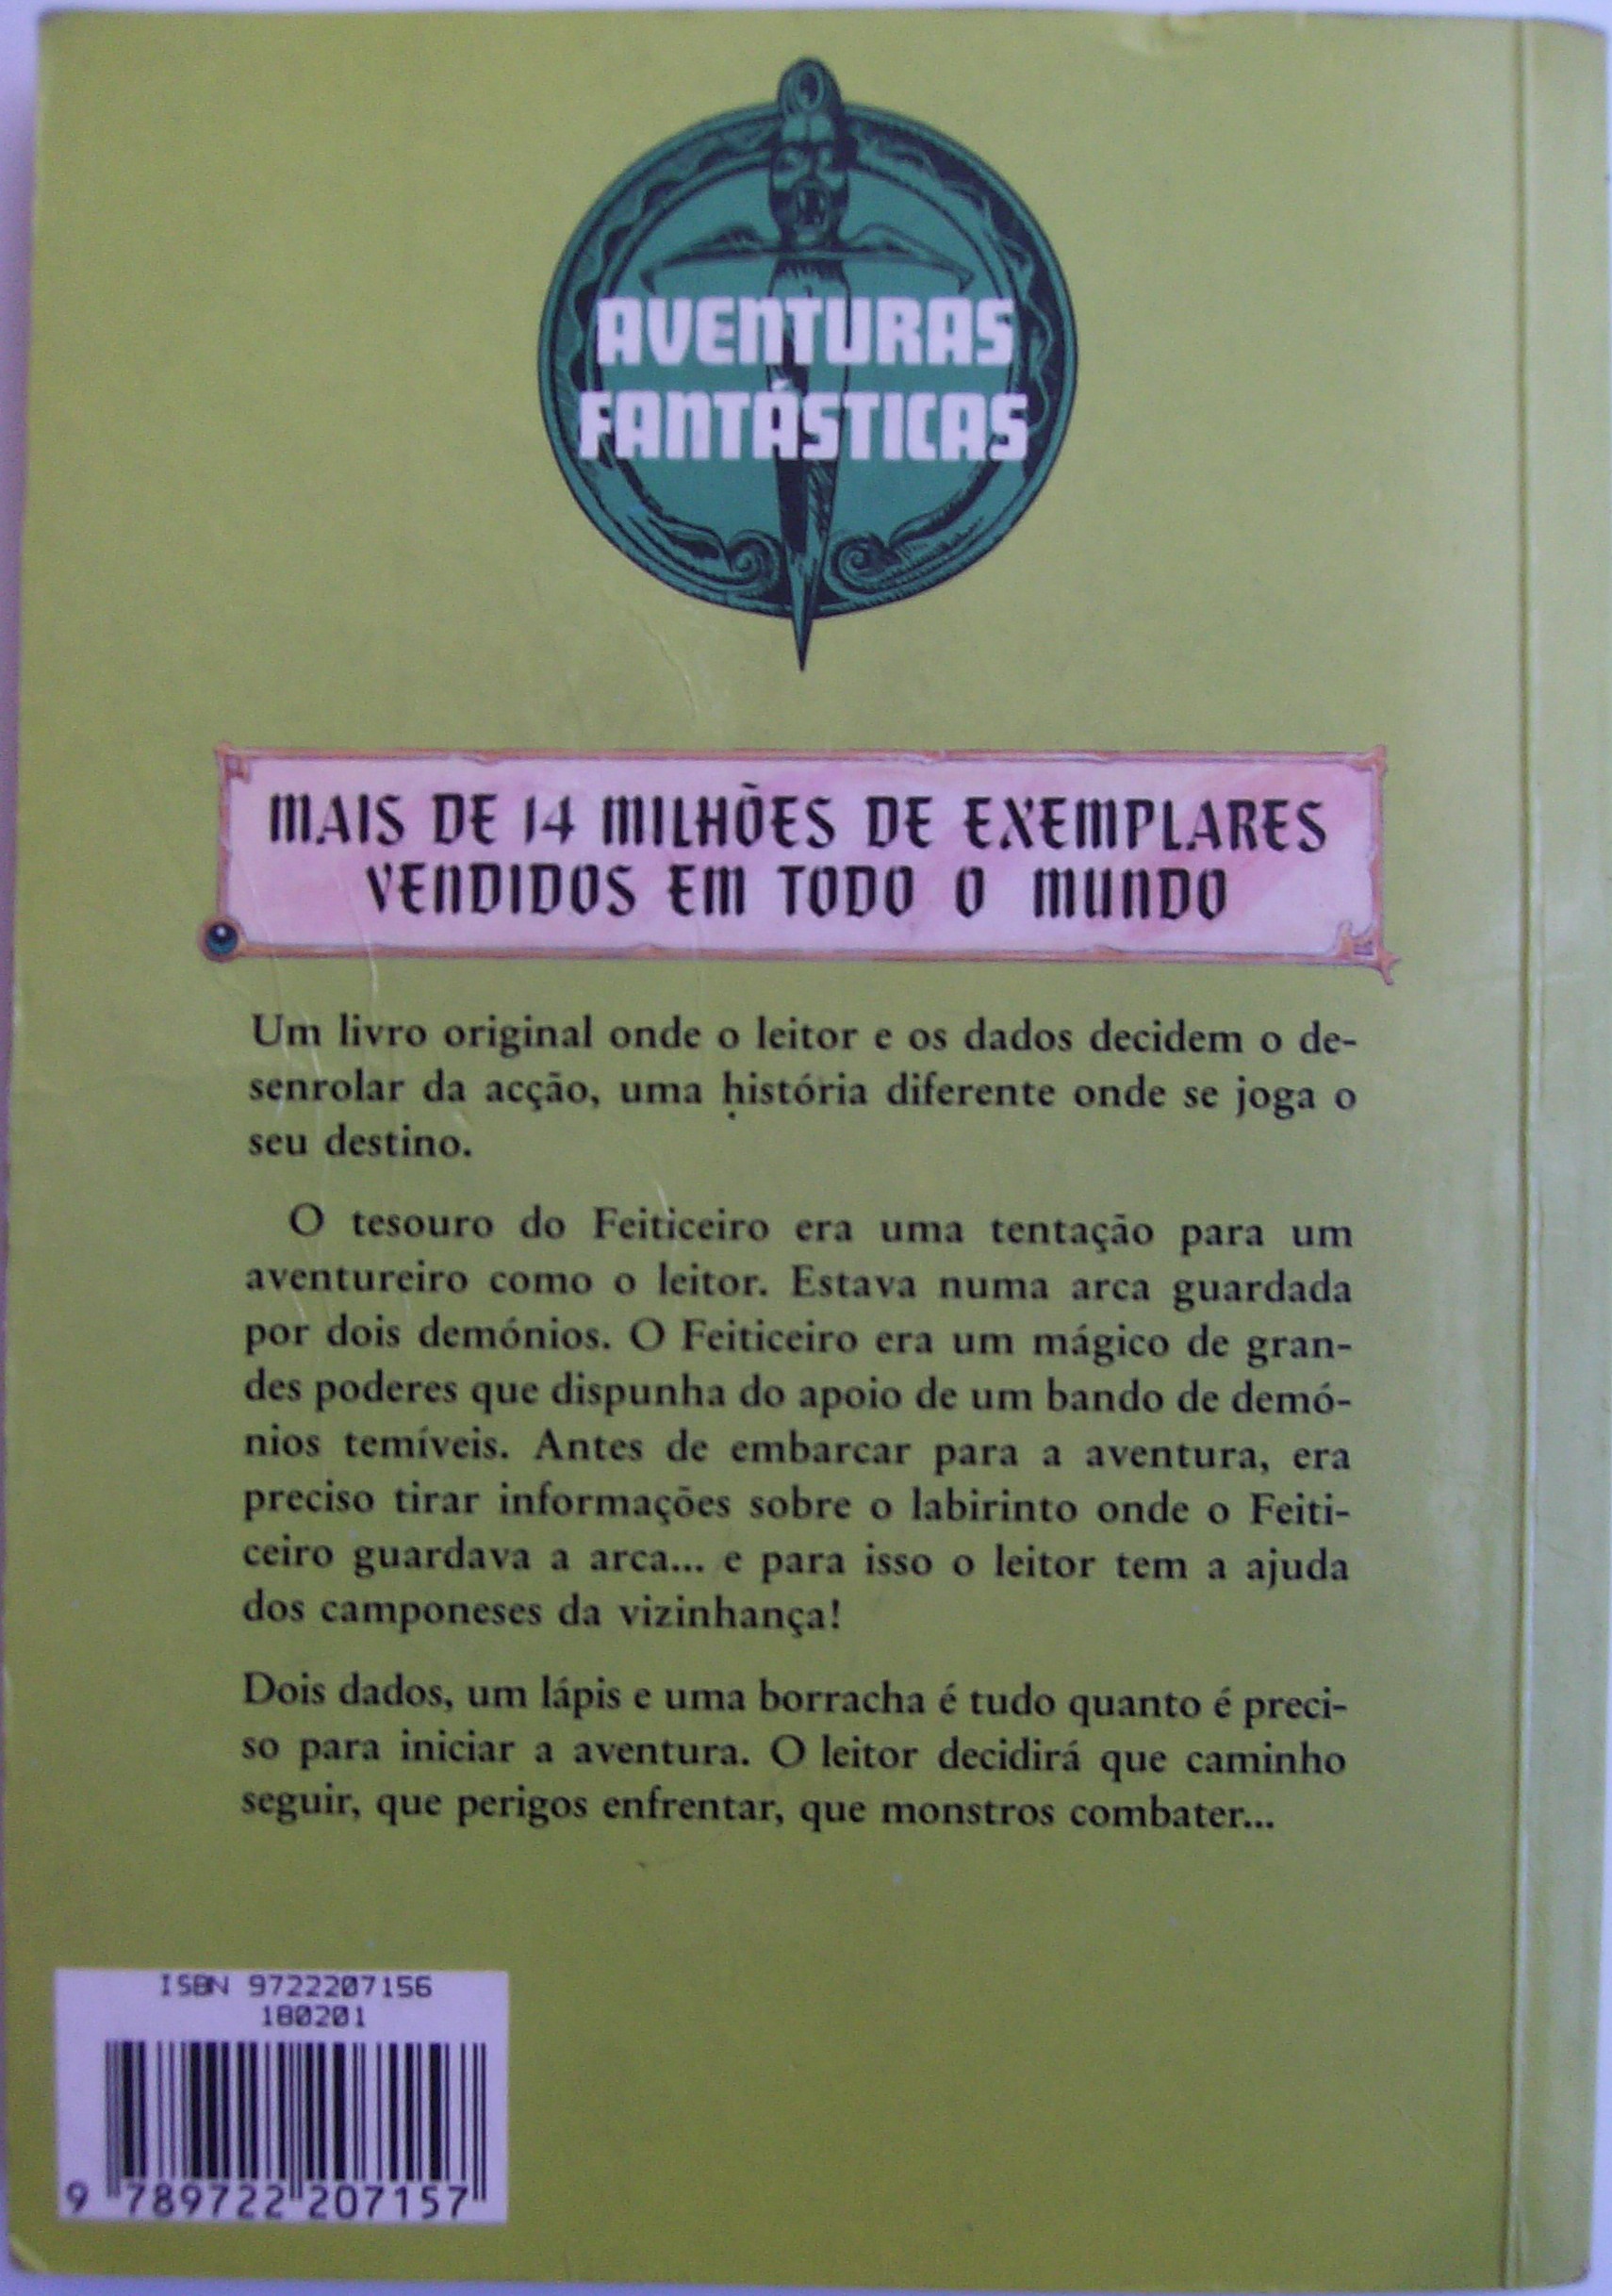 AVENTURAS
FANTÁSTICAS
MAIS DE 14 MILHÕES DE EXEMPLARES
VENDIDOS EM TODO O MUNDO
Um livro original onde o leitor e os dados decidem o de-
senrolar da acção, uma história diferente onde se joga o
seu destino.
O tesouro do Feiticeiro era uma tentação para um
aventureiro como o leitor. Estava numa arca guardada
por dois demónios. O Feiticeiro era um mágico de gran-
des poderes que dispunha do apoio de um bando de demó-
nios temíveis. Antes de embarcar para a aventura, era
preciso tirar informações sobre o labirinto onde o Feiti-
ceiro guardava a arca... e para isso o leitor tem a ajuda
dos camponeses da vizinhança!
Dois dados, um lápis e uma borracha é tudo quanto é preci-
so para iniciar a aventura. O leitor decidirá que caminho
seguir, que perigos enfrentar, que monstros combater...
ISBN 9722207156
180201
9 789722 207157